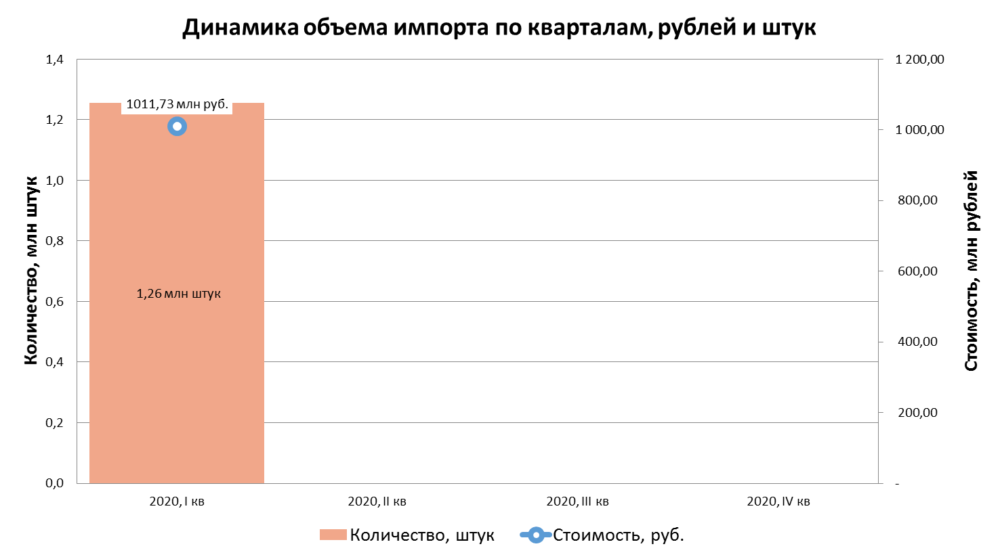 Динамика объема импорта по кварталам, рублей и штук
1,4
1,2
1,0
0,8
0,6
0,4
0,2
0,0
Количество, млн штук
1011,73 млн руб.
1,26 млн штук
1 200,00
1 000,00
800,00
600,00
400,00
200,00
-
Стоимость, млн рублей
2020, I кв
2020, II кв
2020, III кв
2020, IV кв
Количество, штук
Стоимость, руб.